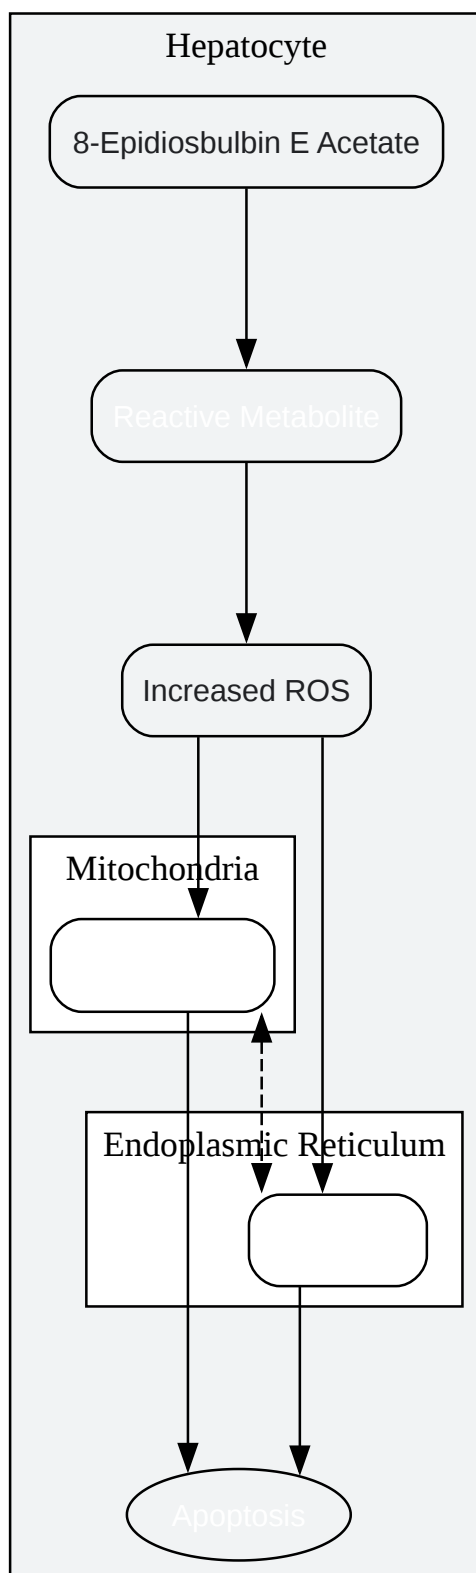 Hepatocyte
8-Epidiosbulbin E Acetate
Reactive Metabolite
Increased ROS
Mitochondria
Endoplasmic Reticulum
Apoptosis